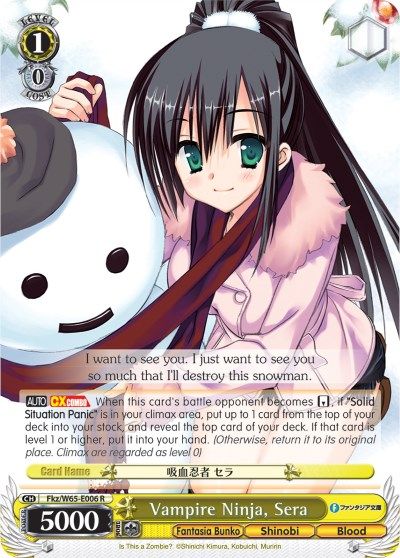 LEVEL
1
0
COST
I want to see you. I just want to see you
so much that I'll destroy this snowman.
AUTO CXCOMBO When this card's battle opponent becomes, if "Solid
Situation Panic" is in your climax area, put up to 1 card from the top of your
deck into your stock, and reveal the top card of your deck. If that card is
level 1 or higher, put it into your hand. (Otherwise, return it to its original
place. Climax are regarded as level 0)
Card Name 吸血忍者 セラ
CH Fkz/W65-E006 R
Vampire Ninja, Sera
POWER 5000 SOUL
Fantasia Bunko Shinobi Blood
ファンタジア文庫
Is This a Zombie? ©Shinichi Kimura, Kobuichi, Muririn